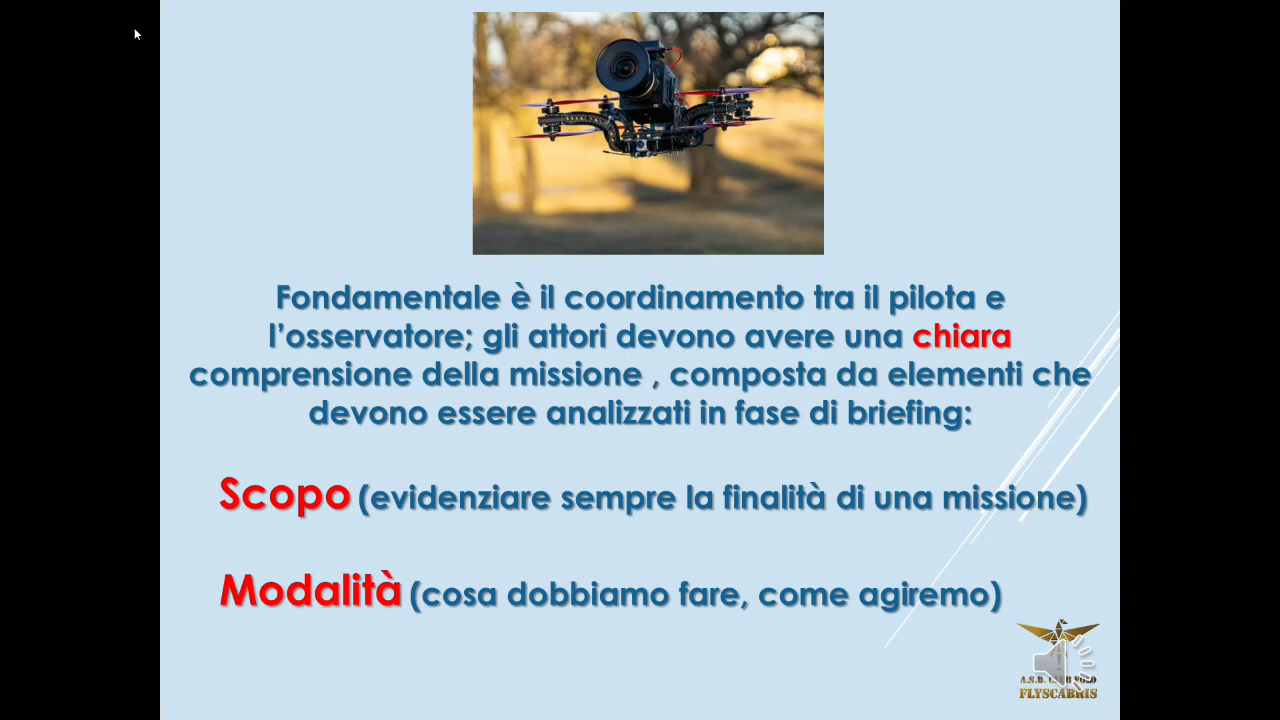 Fondamentale è il coordinamento tra il pilota e
l’osservatore; gli attori devono avere una chiara
comprensione della missione , composta da elementi che
devono essere analizzati in fase di briefing:
Scopo (evidenziare sempre la finalità di una missione)
Modalità (cosa dobbiamo fare, come agiremo)
A.S.D. CLUB VOLO
FLYSCABRIS